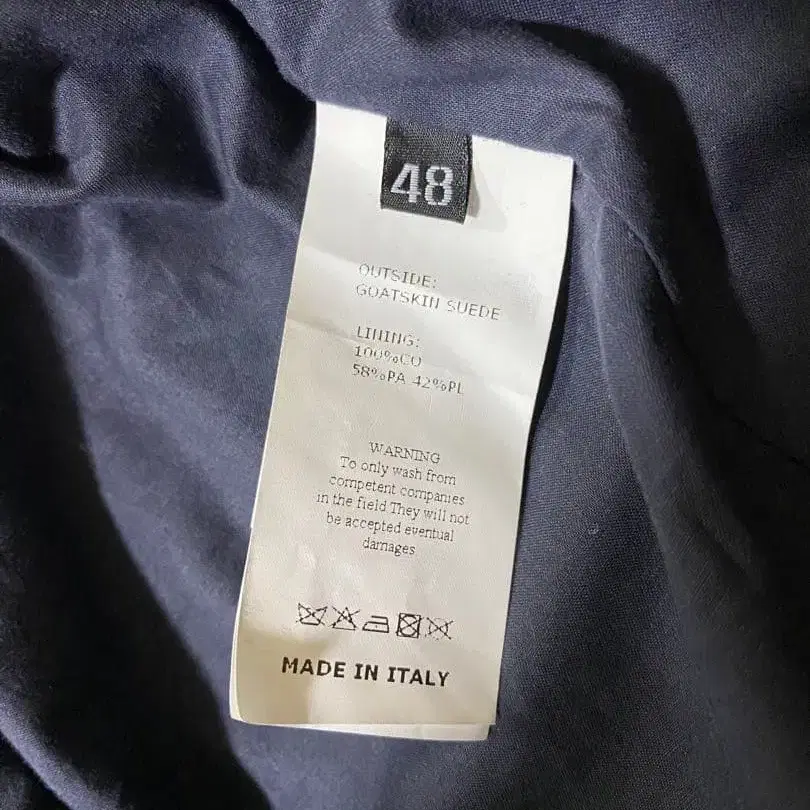 48
OUTSIDE:
GOATSKIN SUEDE
LINING:
100%CO
58%PA 42%PL
WARNING
To only wash from
competent companies
in the field They will not
be accepted eventual
damages
MADE IN ITALY